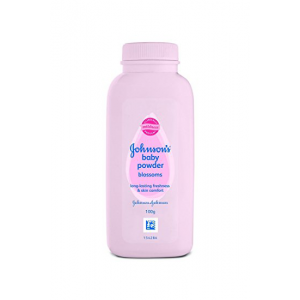 Johnson's
baby
powder
blossoms
long-lasting freshness
& skin comfort
Johnson & Johnson
100g